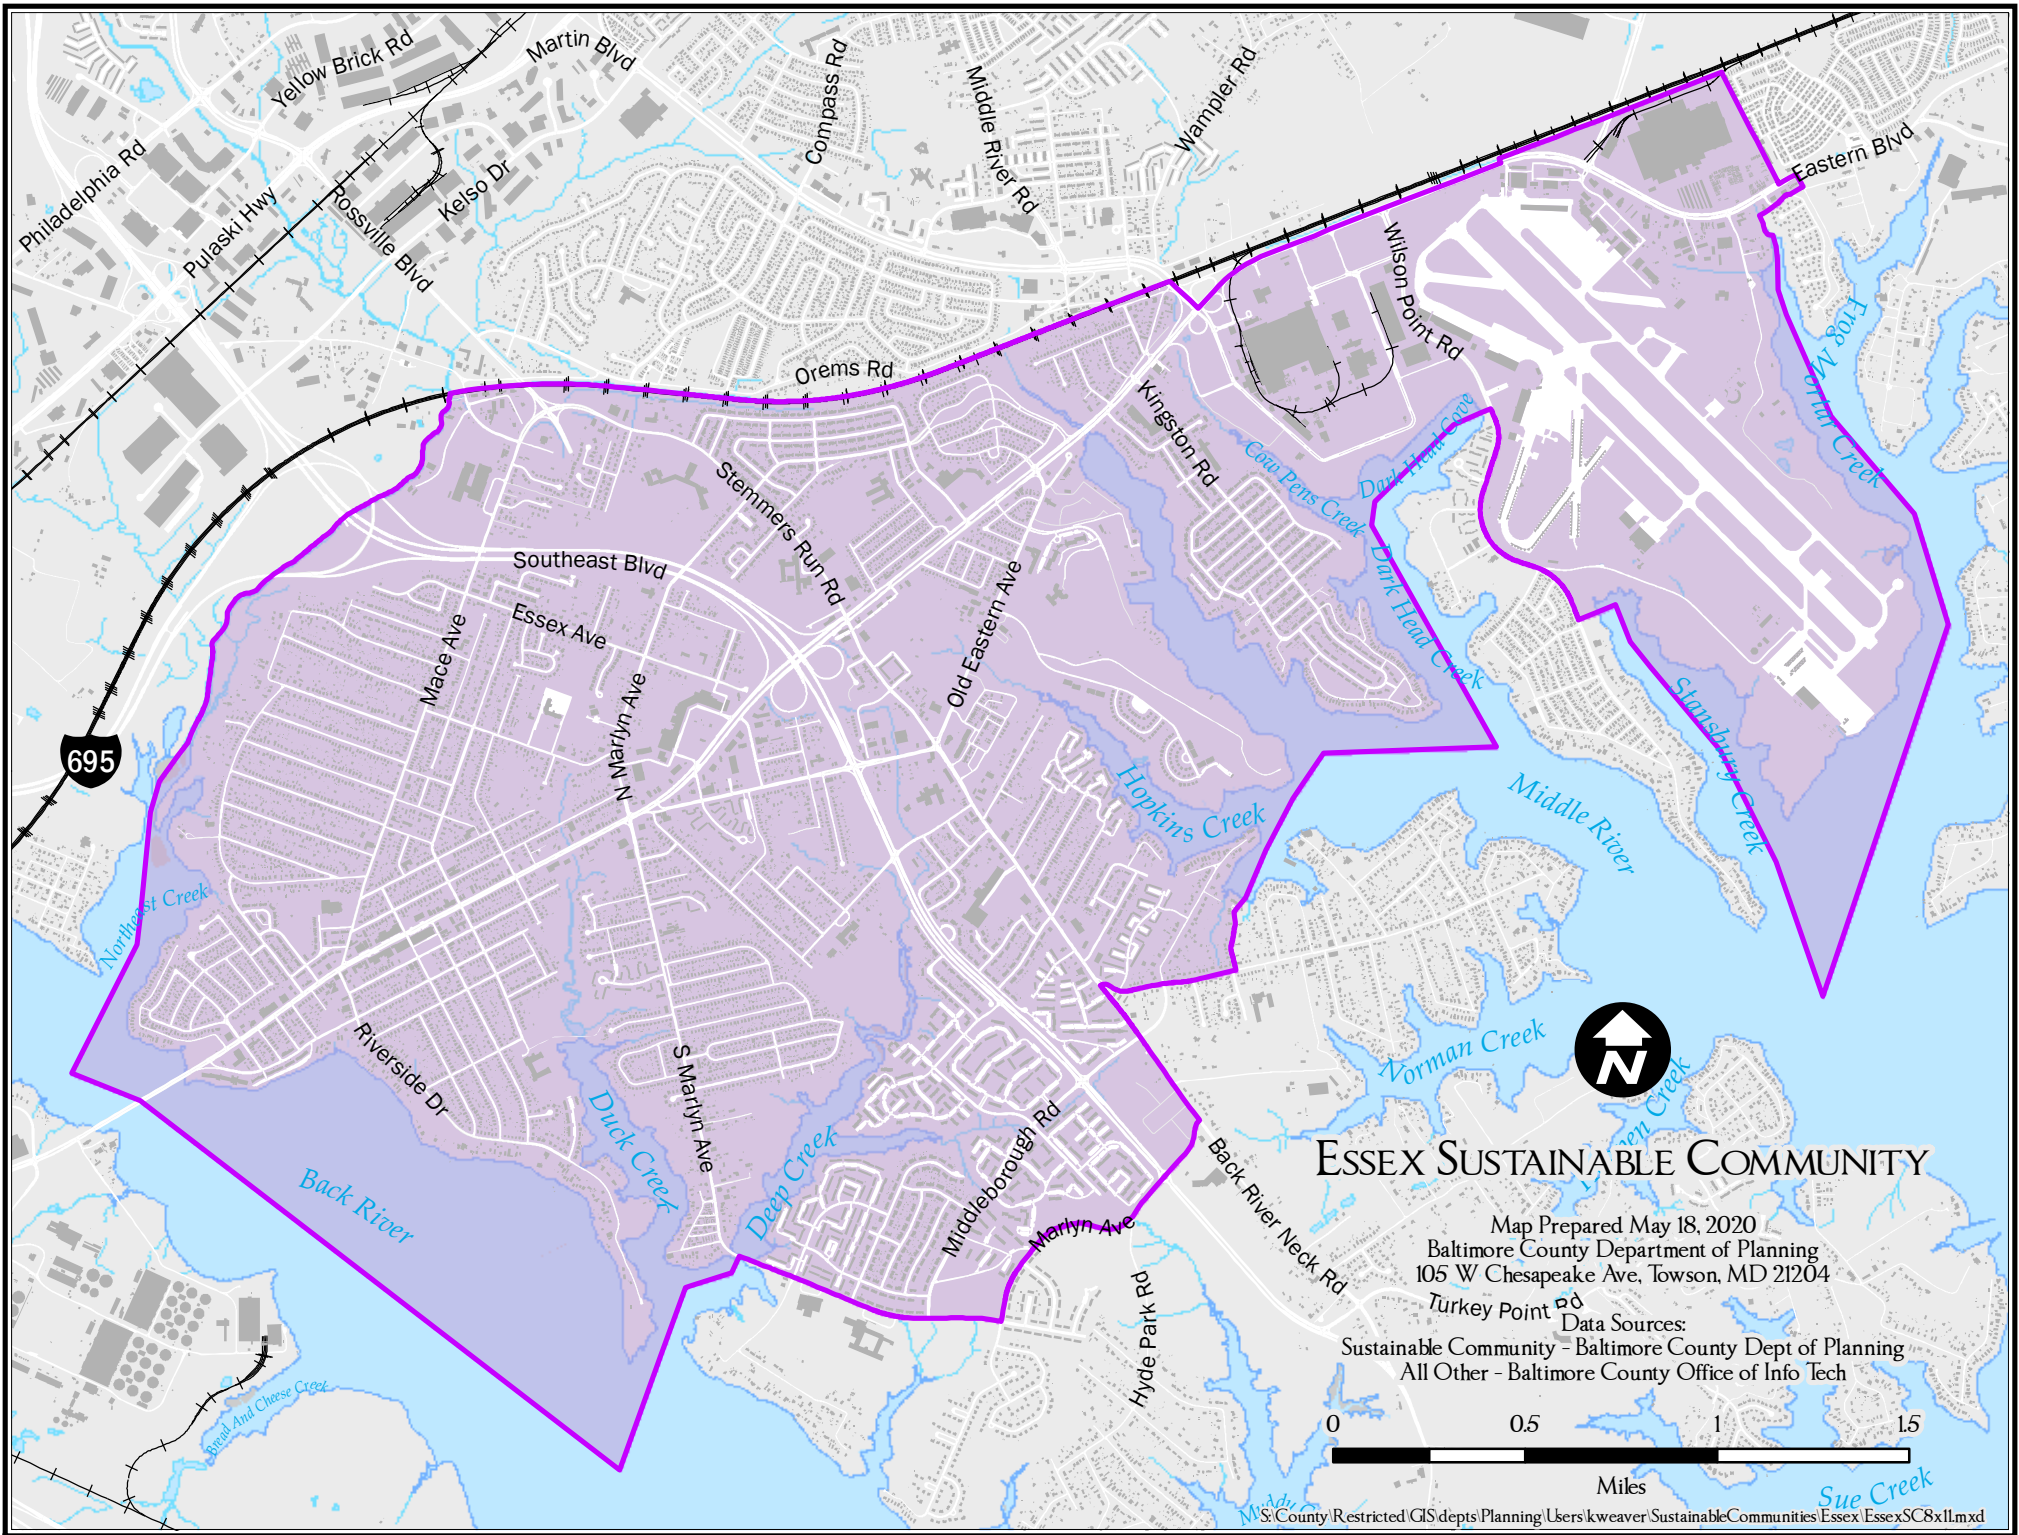 Yellow Brick Rd
Martin Blvd
Compass Rd
Middle River Rd
Wampler Rd
Eastern Blvd
Philadelphia Rd
Pulaski Hwy
Rossville Blvd
Kelso Dr
Wilson Point Rd
Frog Mortar Creek
Orems Rd
Kingston Rd
Cow Pens Creek
Dark Head Cove
Stemmers Run Rd
Southeast Blvd
Essex Ave
Mace Ave
N Marlyn Ave
Old Eastern Ave
Dark Head Creek
Stansbury Creek
695
Hopkins Creek
Middle River
Northeast Creek
Riverside Dr
S Marlyn Ave
Duck Creek
Deep Creek
Middleborough Rd
Marlyn Ave
Back River
Norman Creek
N
Back River Neck Rd
Hyde Park Rd
Turkey Point Rd
Bread And Cheese Creek
Essex Sustainable Community
Map Prepared May 18, 2020
Baltimore County Department of Planning
105 W Chesapeake Ave, Towson, MD 21204
Data Sources:
Sustainable Community - Baltimore County Dept of Planning
All Other - Baltimore County Office of Info Tech
0 0.5 1 1.5
Miles
Sue Creek
Muddy
S:\County\Restricted\GIS\depts\Planning\Users\kweaver\SustainableCommunities\Essex\EssexSC8x11.mxd